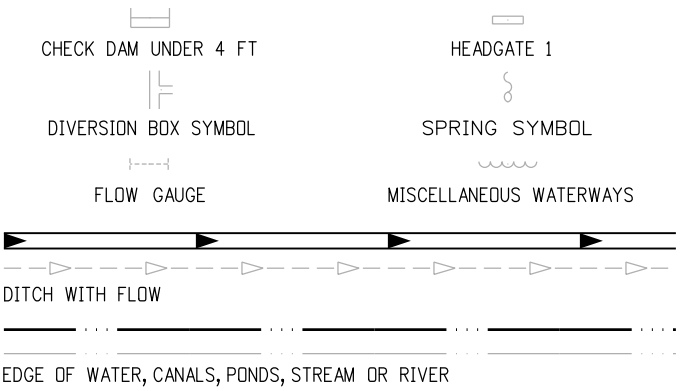 CHECK DAM UNDER 4 FT
HEADGATE 1
DIVERSION BOX SYMBOL
SPRING SYMBOL
FLOW GAUGE
MISCELLANEOUS WATERWAYS
DITCH WITH FLOW
EDGE OF WATER, CANALS, PONDS, STREAM OR RIVER